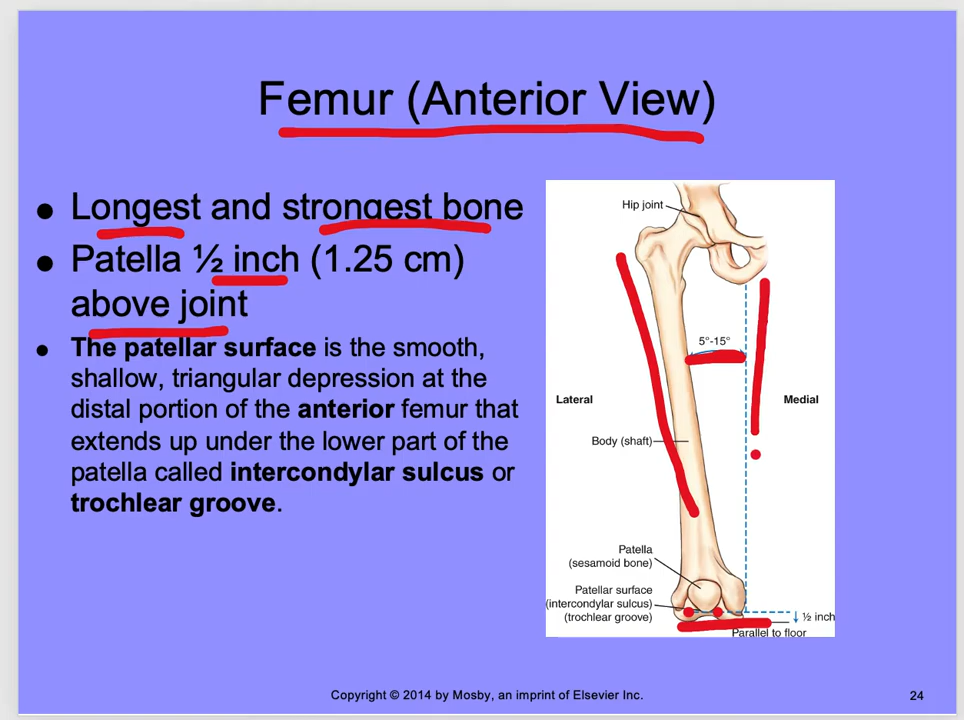 Femur (Anterior View)
● Longest and strongest bone
● Patella ½ inch (1.25 cm)
above joint
● The patellar surface is the smooth,
shallow, triangular depression at the
distal portion of the anterior femur that
extends up under the lower part of the
patella called intercondylar sulcus or
trochlear groove.
Hip joint
5°-15°
Lateral
Medial
Body (shaft)
Patella
(sesamoid bone)
Patellar surface
(intercondylar sulcus)
(trochlear groove)
↓ ½ inch
Parallel to floor
Copyright © 2014 by Mosby, an imprint of Elsevier Inc.
24